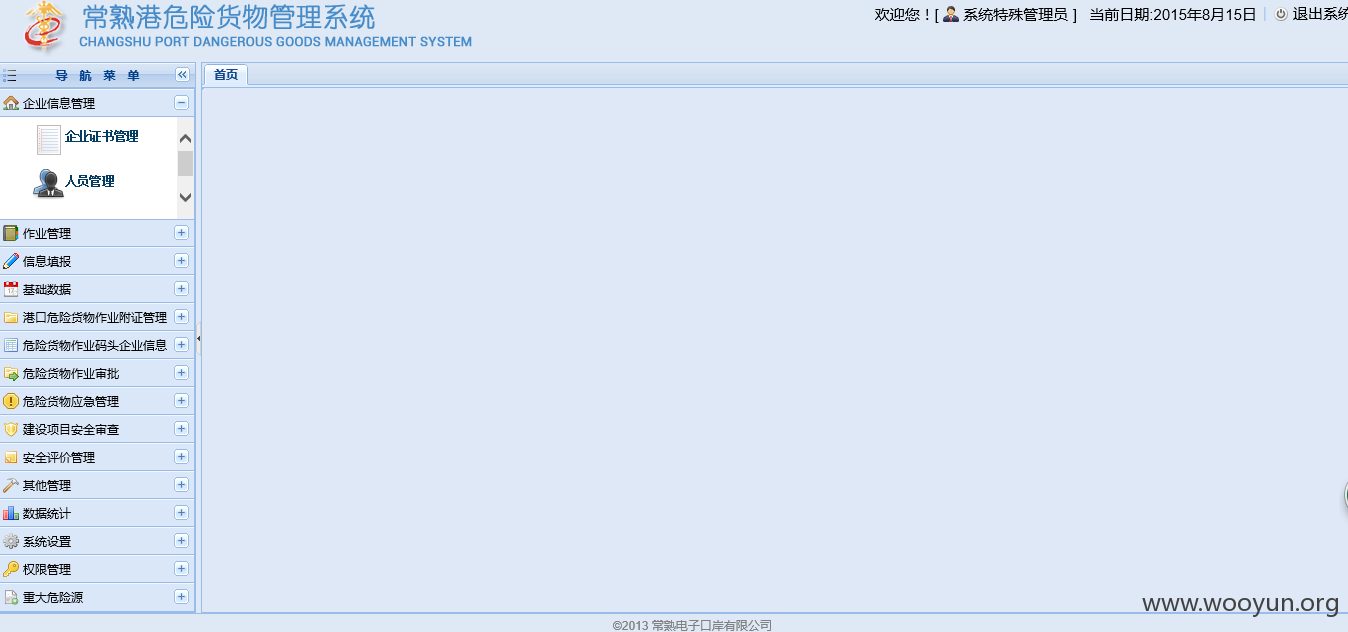 常熟港危险货物管理系统
CHANGSHU PORT DANGEROUS GOODS MANAGEMENT SYSTEM
欢迎您！[ 系统特殊管理员 ] 当前日期:2015年8月15日 退出系统
导 航 菜 单
首页
企业信息管理
企业证书管理
人员管理
作业管理
信息填报
基础数据
港口危险货物作业附证管理
危险货物作业码头企业信息
危险货物作业审批
危险货物应急管理
建设项目安全审查
安全评价管理
其他管理
数据统计
系统设置
权限管理
重大危险源
www.wooyun.org
©2013 常熟电子口岸有限公司